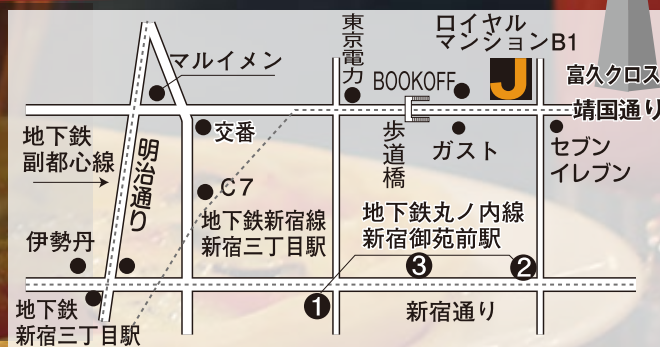 東京電力
ロイヤル
マンションB1
マルイメン
BOOKOFF
J
富久クロス
靖国通り
地下鉄
副都心線
明治通り
交番
歩道橋
ガスト
セブン
イレブン
C7
地下鉄新宿線
新宿三丁目駅
地下鉄丸ノ内線
新宿御苑前駅
伊勢丹
❸
❷
❶
新宿通り
地下鉄
新宿三丁目駅